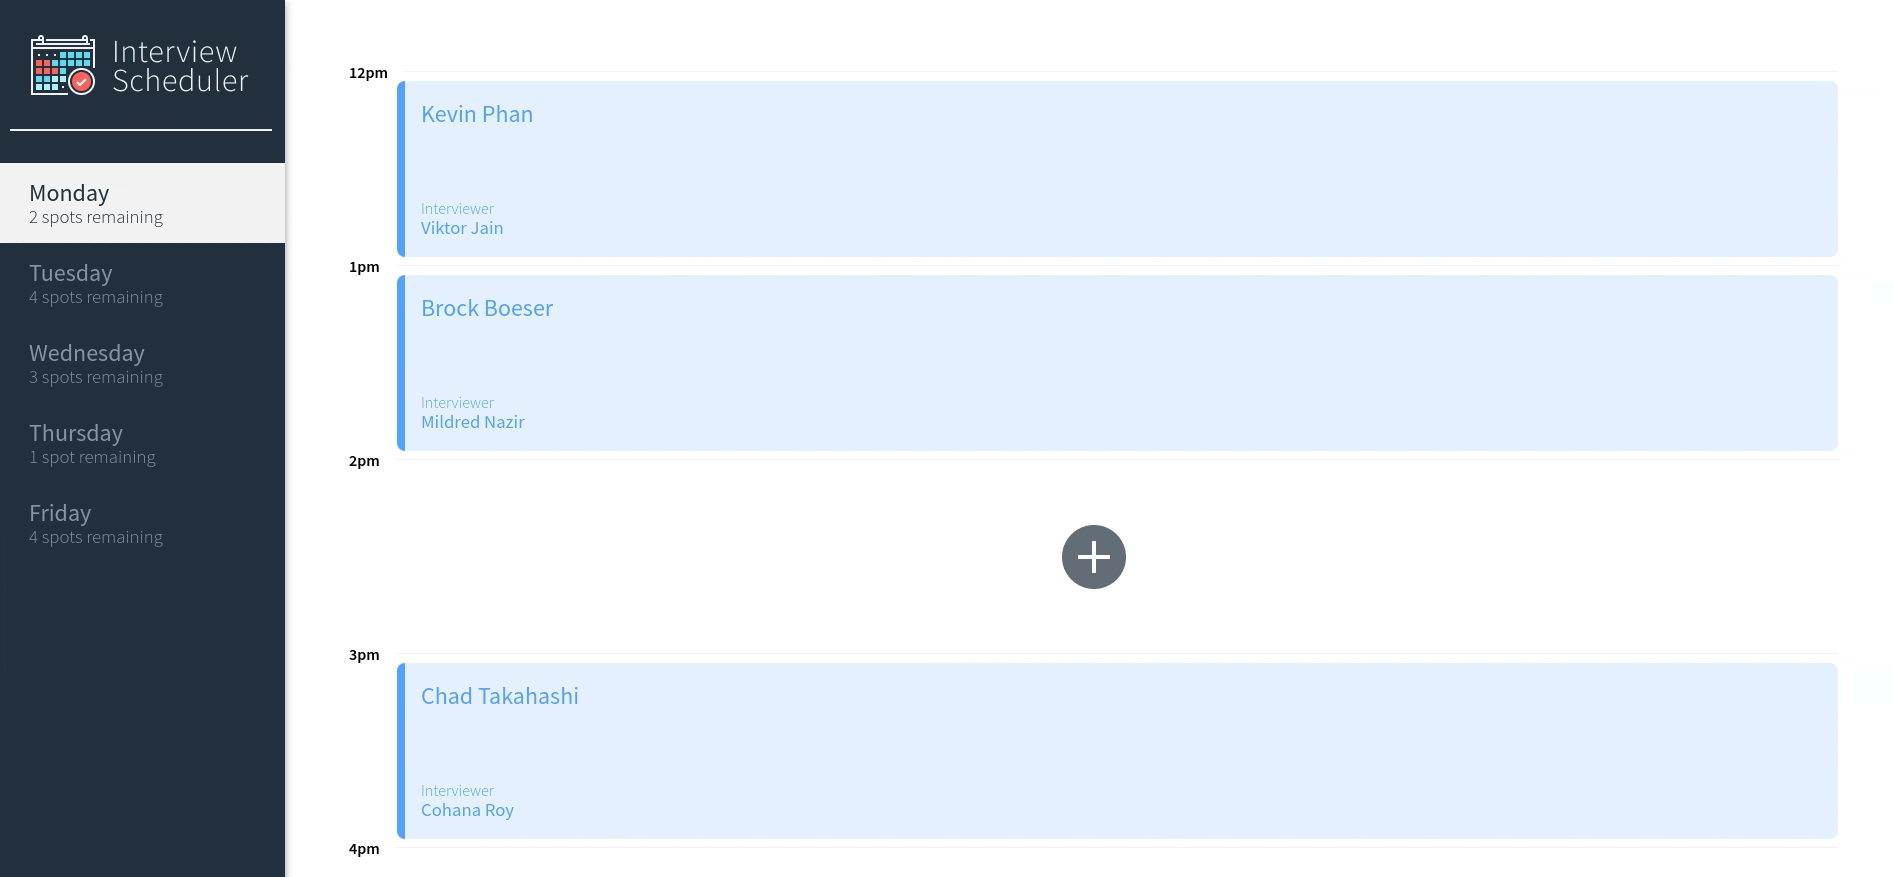 Interview
Scheduler
Monday
2 spots remaining
Tuesday
4 spots remaining
Wednesday
3 spots remaining
Thursday
1 spot remaining
Friday
4 spots remaining
12pm
Kevin Phan
Interviewer
Viktor Jain
1pm
Brock Boeser
Interviewer
Mildred Nazir
2pm
3pm
Chad Takahashi
Interviewer
Cohana Roy
4pm